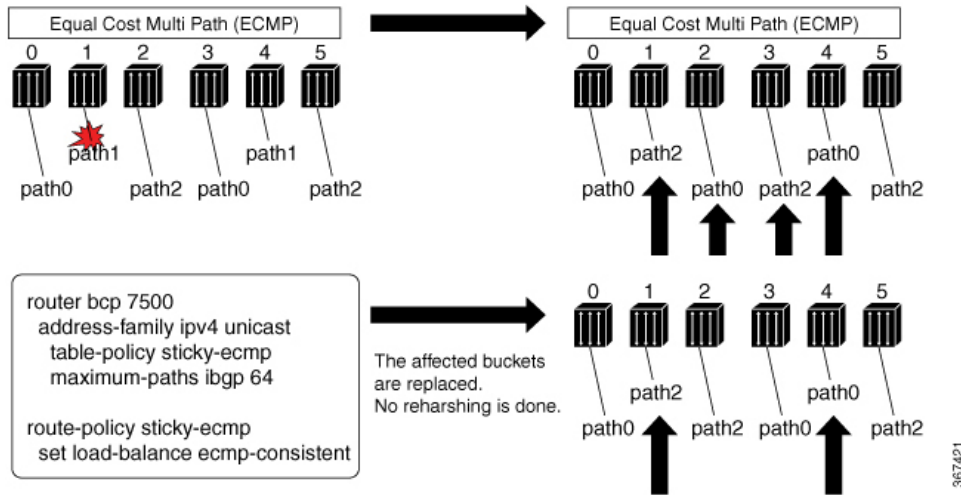 Equal Cost Multi Path (ECMP)
0 1 2 3 4 5
path1 path1
path0 path2 path0 path2
Equal Cost Multi Path (ECMP)
0 1 2 3 4 5
path2 path0
path0 path0 path2 path2
router bcp 7500
address-family ipv4 unicast
table-policy sticky-ecmp
maximum-paths ibgp 64
route-policy sticky-ecmp
set load-balance ecmp-consistent
The affected buckets
are replaced.
No reharshing is done.
0 1 2 3 4 5
path2 path0
path0 path2 path0 path2
367421